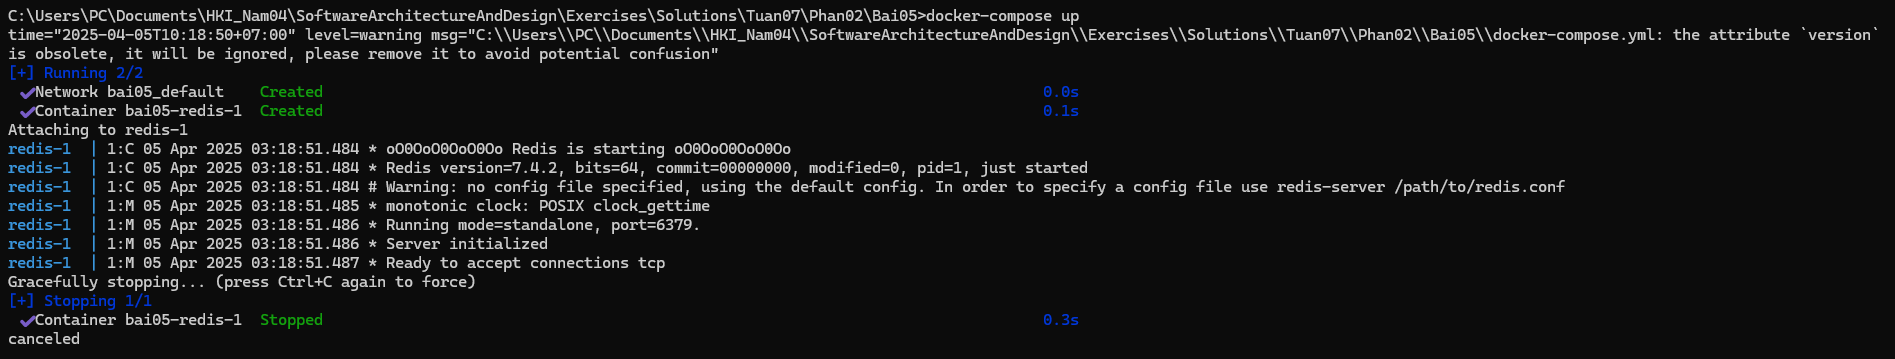 C:\Users\PC\Documents\HKI_Nam04\SoftwareArchitectureAndDesign\Exercises\Solutions\Tuan07\Phan02\Bai05>docker-compose up
time="2025-04-05T10:18:50+07:00" level=warning msg="C:\\Users\\PC\\Documents\\HKI_Nam04\\SoftwareArchitectureAndDesign\\Exercises\\Solutions\\Tuan07\\Phan02\\Bai05\\docker-compose.yml: the attribute `version`
is obsolete, it will be ignored, please remove it to avoid potential confusion"
[+] Running 2/2
✔Network bai05_default    Created    0.0s
✔Container bai05-redis-1  Created    0.1s
Attaching to redis-1
redis-1  | 1:C 05 Apr 2025 03:18:51.484 * oO0OoO0OoO0Oo Redis is starting oO0OoO0OoO0Oo
redis-1  | 1:C 05 Apr 2025 03:18:51.484 * Redis version=7.4.2, bits=64, commit=00000000, modified=0, pid=1, just started
redis-1  | 1:C 05 Apr 2025 03:18:51.484 # Warning: no config file specified, using the default config. In order to specify a config file use redis-server /path/to/redis.conf
redis-1  | 1:M 05 Apr 2025 03:18:51.485 * monotonic clock: POSIX clock_gettime
redis-1  | 1:M 05 Apr 2025 03:18:51.486 * Running mode=standalone, port=6379.
redis-1  | 1:M 05 Apr 2025 03:18:51.486 * Server initialized
redis-1  | 1:M 05 Apr 2025 03:18:51.487 * Ready to accept connections tcp
Gracefully stopping... (press Ctrl+C again to force)
[+] Stopping 1/1
✔Container bai05-redis-1  Stopped    0.3s
canceled